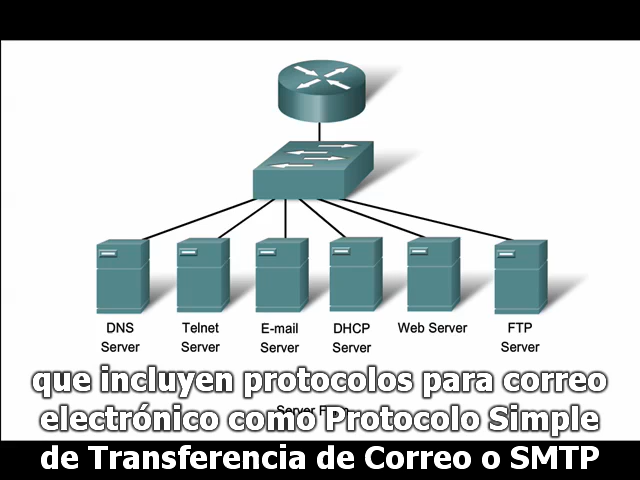 DNS Server
Telnet Server
E-mail Server
DHCP Server
Web Server
FTP Server
que incluyen protocolos para correo
electrónico como Protocolo Simple
de Transferencia de Correo o SMTP
Server